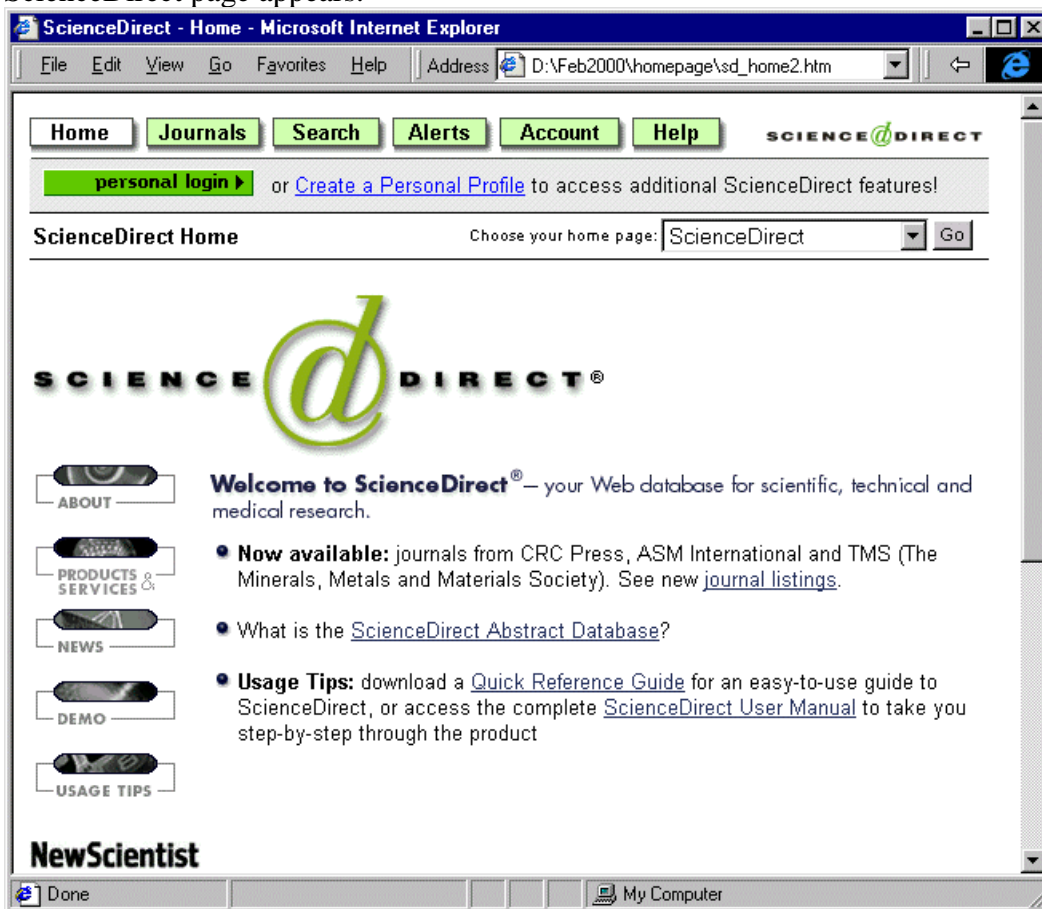 ScienceDirect page appears.
ScienceDirect - Home - Microsoft Internet Explorer
File Edit View Go Favorites Help Address D:\Feb2000\homepage\sd_home2.htm
Home Journals Search Alerts Account Help SCIENCE @ DIRECT
personal login or Create a Personal Profile to access additional ScienceDirect features!
ScienceDirect Home Choose your home page: ScienceDirect Go
SCIENCE d DIRECT®
ABOUT
Welcome to ScienceDirect® – your Web database for scientific, technical and
medical research.
PRODUCTS &
SERVICES
Now available: journals from CRC Press, ASM International and TMS (The
Minerals, Metals and Materials Society). See new journal listings.
NEWS
What is the ScienceDirect Abstract Database?
DEMO
Usage Tips: download a Quick Reference Guide for an easy-to-use guide to
ScienceDirect, or access the complete ScienceDirect User Manual to take you
step-by-step through the product
USAGE TIPS
NewScientist
Done My Computer